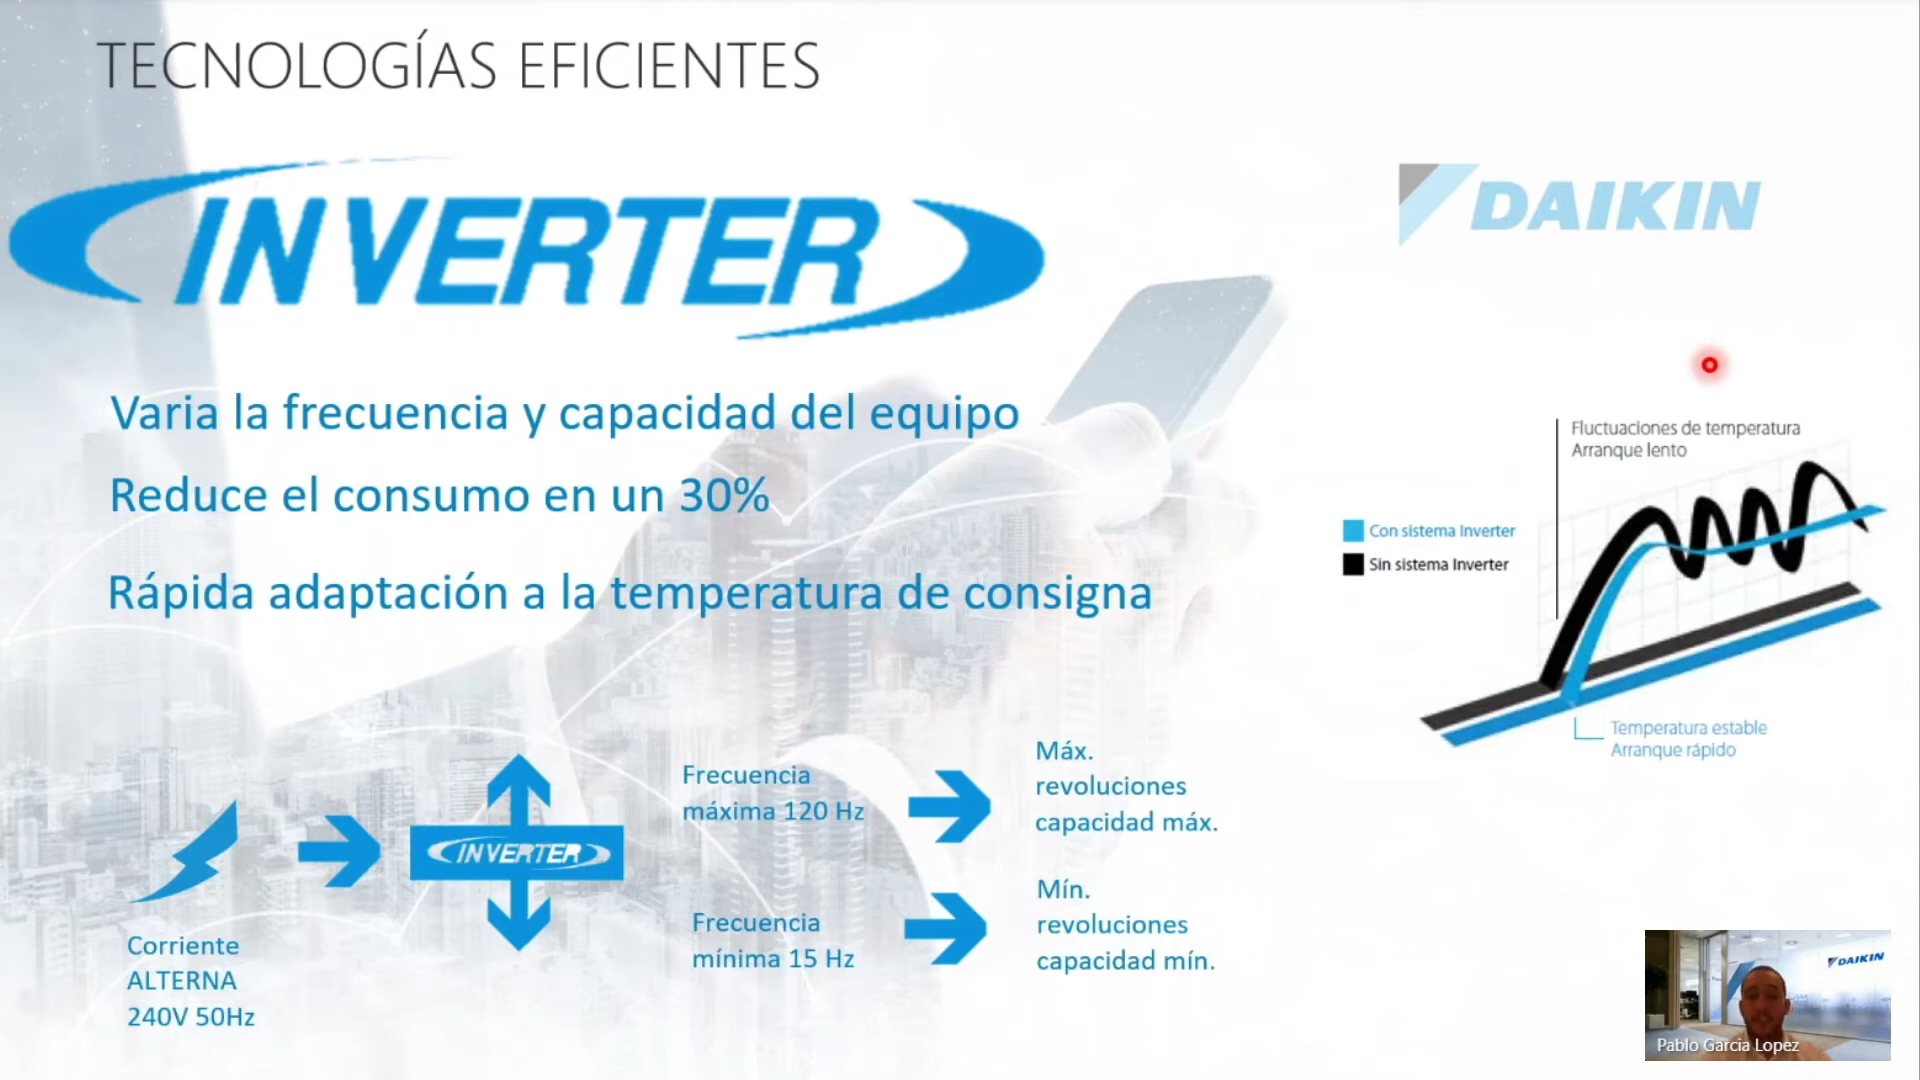 TECNOLOGÍAS EFICIENTES
INVERTER
DAIKIN
Varia la frecuencia y capacidad del equipo
Reduce el consumo en un 30%
Rápida adaptación a la temperatura de consigna
Fluctuaciones de temperatura
Arranque lento
Con sistema Inverter
Sin sistema Inverter
Temperatura estable
Arranque rápido
Corriente
ALTERNA
240V 50Hz
INVERTER
Frecuencia
máxima 120 Hz
Máx.
revoluciones
capacidad máx.
Frecuencia
mínima 15 Hz
Mín.
revoluciones
capacidad mín.
DAIKIN
Pablo Garcia Lopez